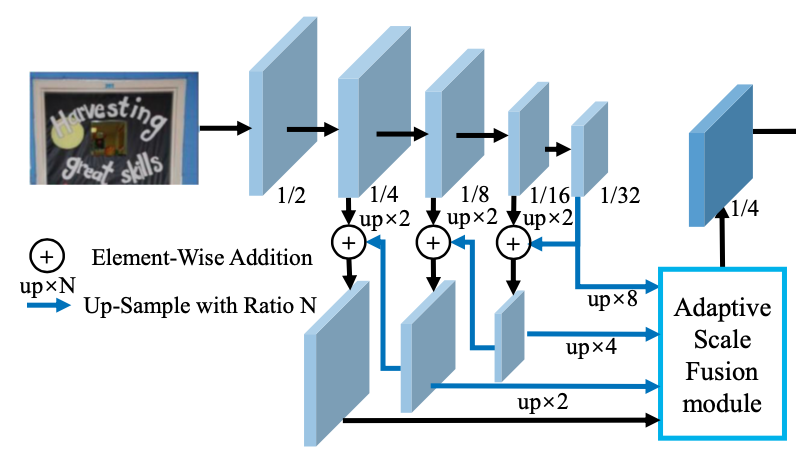 Harvesting
great skills
1/2
1/4
1/8
1/16
1/32
up×2
up×2
up×2
1/4
+
+
+
+
Element-Wise Addition
up×N
Up-Sample with Ratio N
up×8
up×4
up×2
Adaptive
Scale
Fusion
module